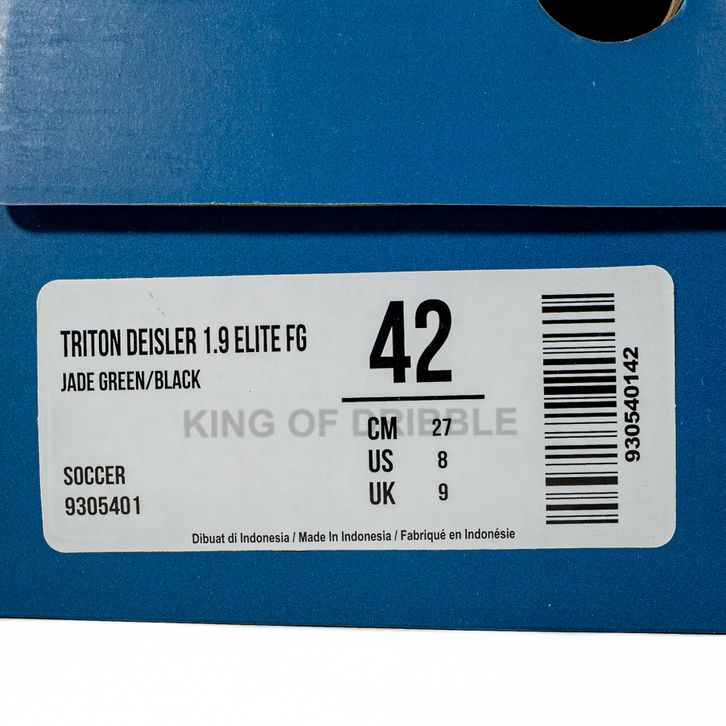 TRITON DEISLER 1.9 ELITE FG
JADE GREEN/BLACK
42
KING OF DRIBBLE
CM 27
US 8
UK 9
SOCCER
9305401
Dibuat di Indonesia / Made In Indonesia / Fabriqué en Indonésie
930540142